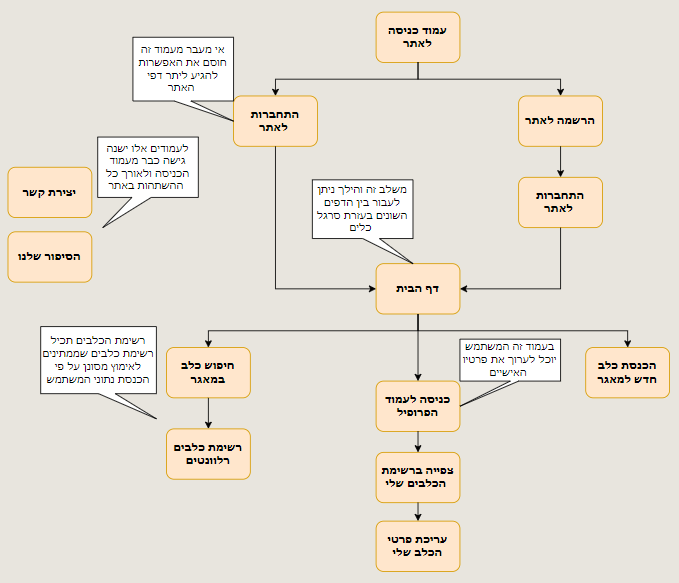 עמוד כניסה
לאתר
אי מעבר מעמוד זה
חוסם את האפשרות
להגיע ליתר דפי
האתר
התחברות
לאתר
הרשמה לאתר
לעמודים אלו ישנה
גישה כבר מעמוד
הכניסה ולאורך כל
ההשתהות באתר
יצירת קשר
התחברות
לאתר
משלב זה והילך ניתן
לעבור בין הדפים
השונים בעזרת סרגל
כלים
הסיפור שלנו
דף הבית
רשימת הכלבים תכיל
רשימת כלבים שממתינים
לאימוץ מסונן על פי
הכנסת נתוני המשתמש
חיפוש כלב
במאגר
בעמוד זה המשתמש
יוכל לערוך את פרטיו
האישיים
הכנסת כלב
חדש למאגר
כניסה לעמוד
הפרופיל
רשימת כלבים
רלוונטים
צפייה ברשימת
הכלבים שלי
עריכת פרטי
הכלב שלי